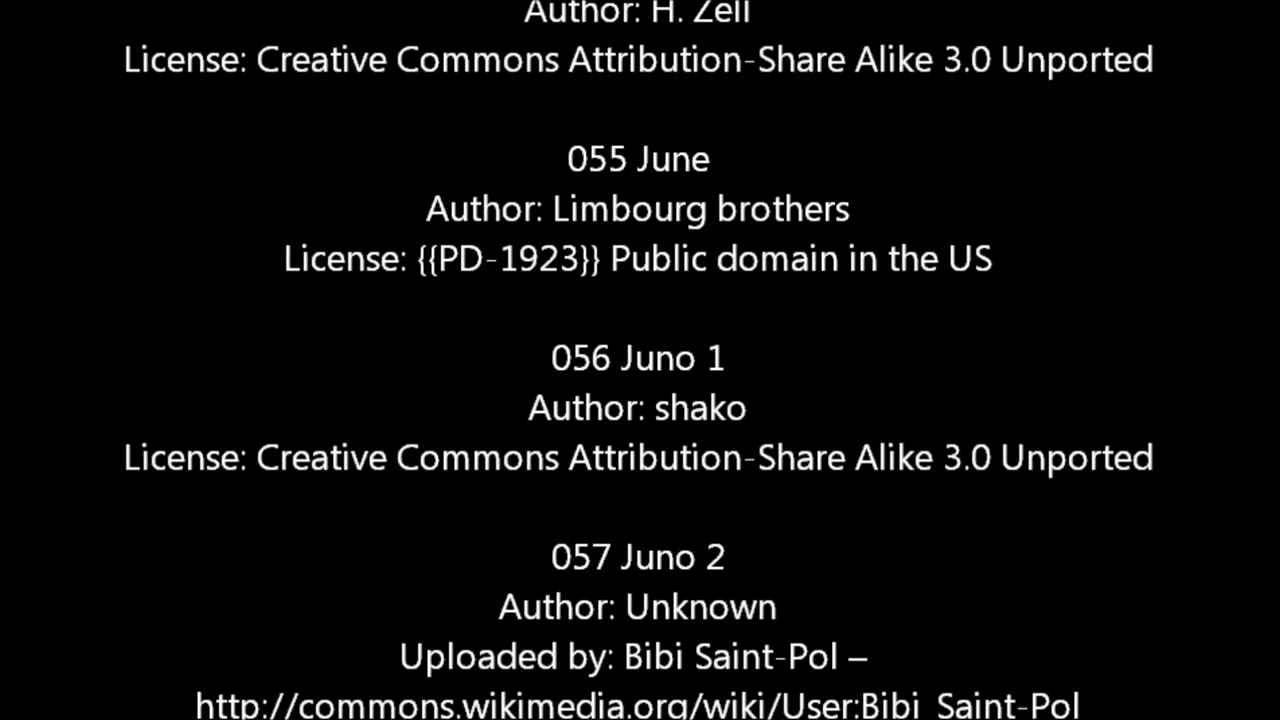 Author: H. Zell
License: Creative Commons Attribution-Share Alike 3.0 Unported
055 June
Author: Limbourg brothers
License: {{PD-1923}} Public domain in the US
056 Juno 1
Author: shako
License: Creative Commons Attribution-Share Alike 3.0 Unported
057 Juno 2
Author: Unknown
Uploaded by: Bibi Saint-Pol –
http://commons.wikimedia.org/wiki/User:Bibi_Saint-Pol